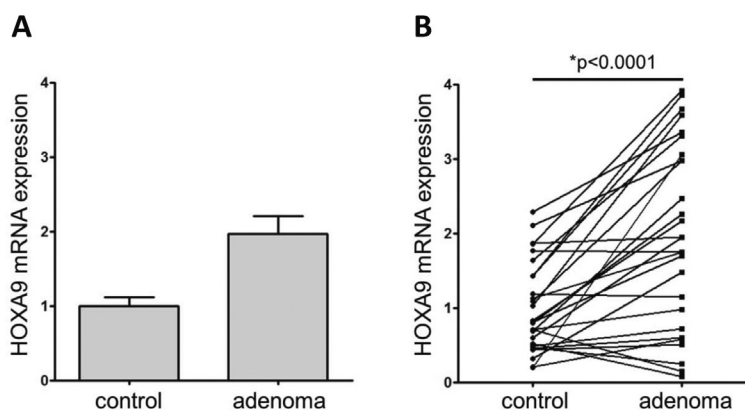 A
HOXA9 mRNA expression
4
3
2
1
0
control adenoma
B
*p<0.0001
HOXA9 mRNA expression
4
3
2
1
0
control adenoma